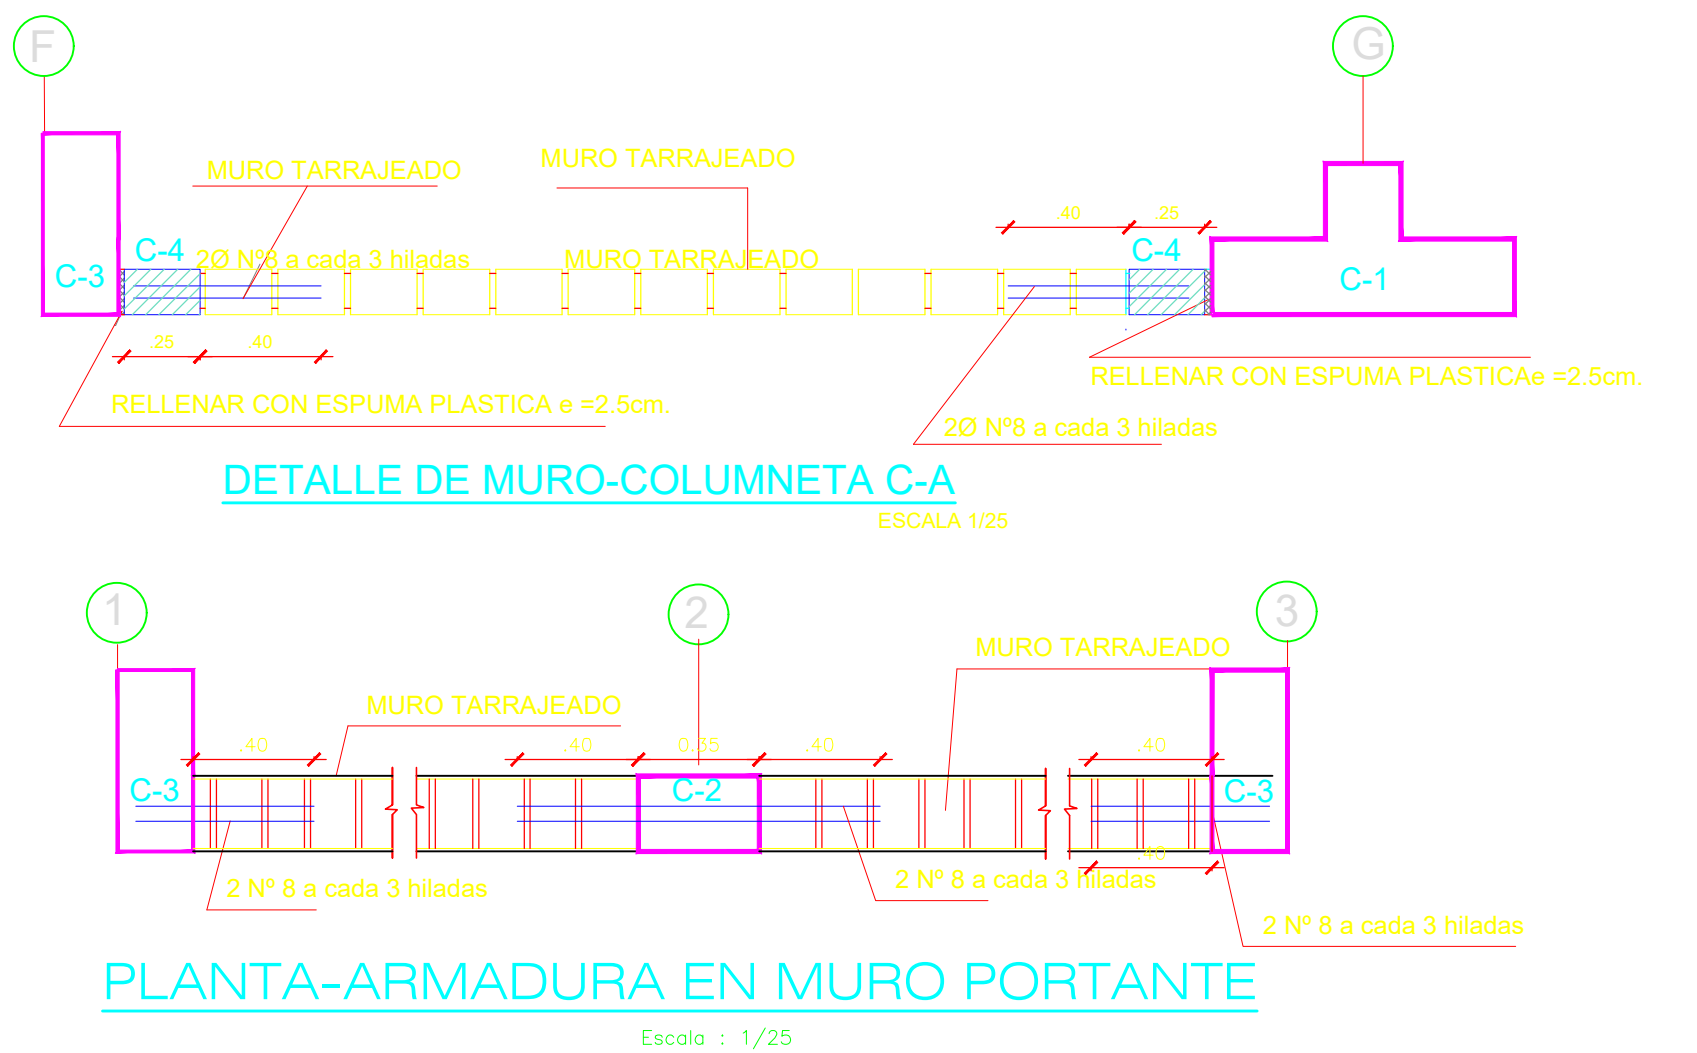 F
G
MURO TARRAJEADO
MURO TARRAJEADO
.40
.25
C-4
2Ø Nº8 a cada 3 hiladas
MURO TARRAJEADO
C-4
C-3
C-1
.25
.40
RELLENAR CON ESPUMA PLASTICAe =2.5cm.
RELLENAR CON ESPUMA PLASTICA e =2.5cm.
2Ø Nº8 a cada 3 hiladas
DETALLE DE MURO-COLUMNETA C-A
ESCALA 1/25
1
2
3
MURO TARRAJEADO
MURO TARRAJEADO
.40
.40
0.35
.40
.40
C-3
C-2
C-3
.40
2 Nº 8 a cada 3 hiladas
2 Nº 8 a cada 3 hiladas
2 Nº 8 a cada 3 hiladas
PLANTA-ARMADURA EN MURO PORTANTE
Escala : 1/25